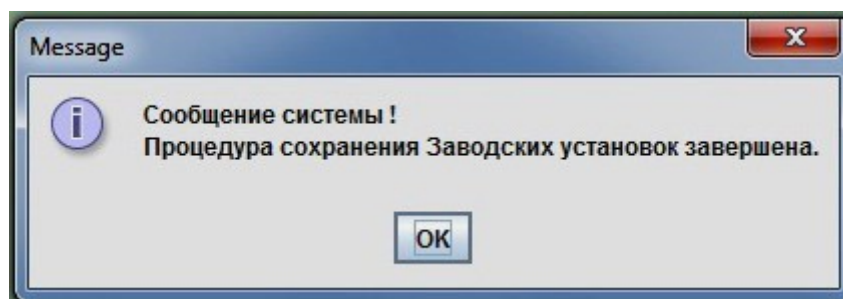 Message
Сообщение системы !
Процедура сохранения Заводских установок завершена.
OK